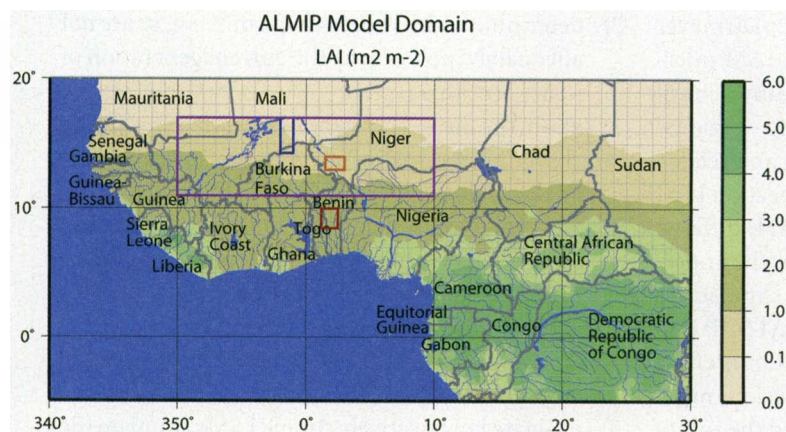 ALMIP Model Domain
LAI (m2 m-2)
20°
6.0
Mauritania
Mali
5.0
Niger
Senegal
Gambia
Chad
Sudan
4.0
Burkina
Faso
Guinea-
Bissau
Guinea
Benin
10°
Nigeria
3.0
Sierra
Leone
Ivory
Coast
Togo
Ghana
Central African
Republic
Liberia
2.0
Cameroon
Equitorial
Guinea
Congo
Democratic
Republic
of Congo
1.0
0°
Gabon
0.1
0.0
340°
350°
0°
10°
20°
30°